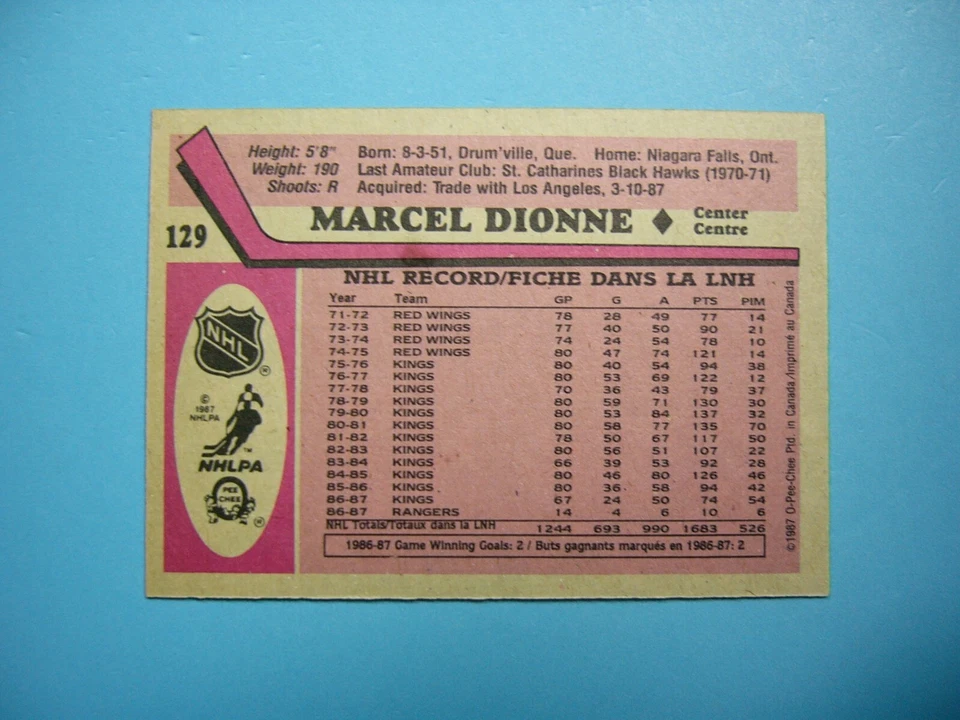 Height: 5'8" Born: 8-3-51, Drum'ville, Que. Home: Niagara Falls, Ont.
Weight: 190 Last Amateur Club: St. Catharines Black Hawks (1970-71)
Shoots: R Acquired: Trade with Los Angeles, 3-10-87
129 MARCEL DIONNE ♦ Center
Centre
NHL RECORD/FICHE DANS LA LNH
Year Team GP G A PTS PIM
71-72 RED WINGS 78 28 49 77 14
72-73 RED WINGS 77 40 50 90 21
73-74 RED WINGS 74 24 54 78 10
74-75 RED WINGS 80 47 74 121 14
75-76 KINGS 80 40 54 94 38
76-77 KINGS 80 53 69 122 12
77-78 KINGS 70 36 43 79 37
78-79 KINGS 80 59 71 130 30
79-80 KINGS 80 53 84 137 32
80-81 KINGS 80 58 77 135 70
81-82 KINGS 78 50 67 117 50
82-83 KINGS 80 56 51 107 22
83-84 KINGS 66 39 53 92 28
84-85 KINGS 80 46 80 126 46
85-86 KINGS 80 36 58 94 42
86-87 KINGS 67 24 50 74 54
86-87 RANGERS 14 4 6 10 6
NHL Totals/Totaux dans la LNH 1244 693 990 1683 526
1986-87 Game Winning Goals: 2 / Buts gagnants marqués en 1986-87: 2
NHL
®
©
1987
NHLPA
TM
NHLPA
O
PEE
CHEE
®
©1987 O-Pee-Chee Ptd. in Canada/Imprimé au Canada